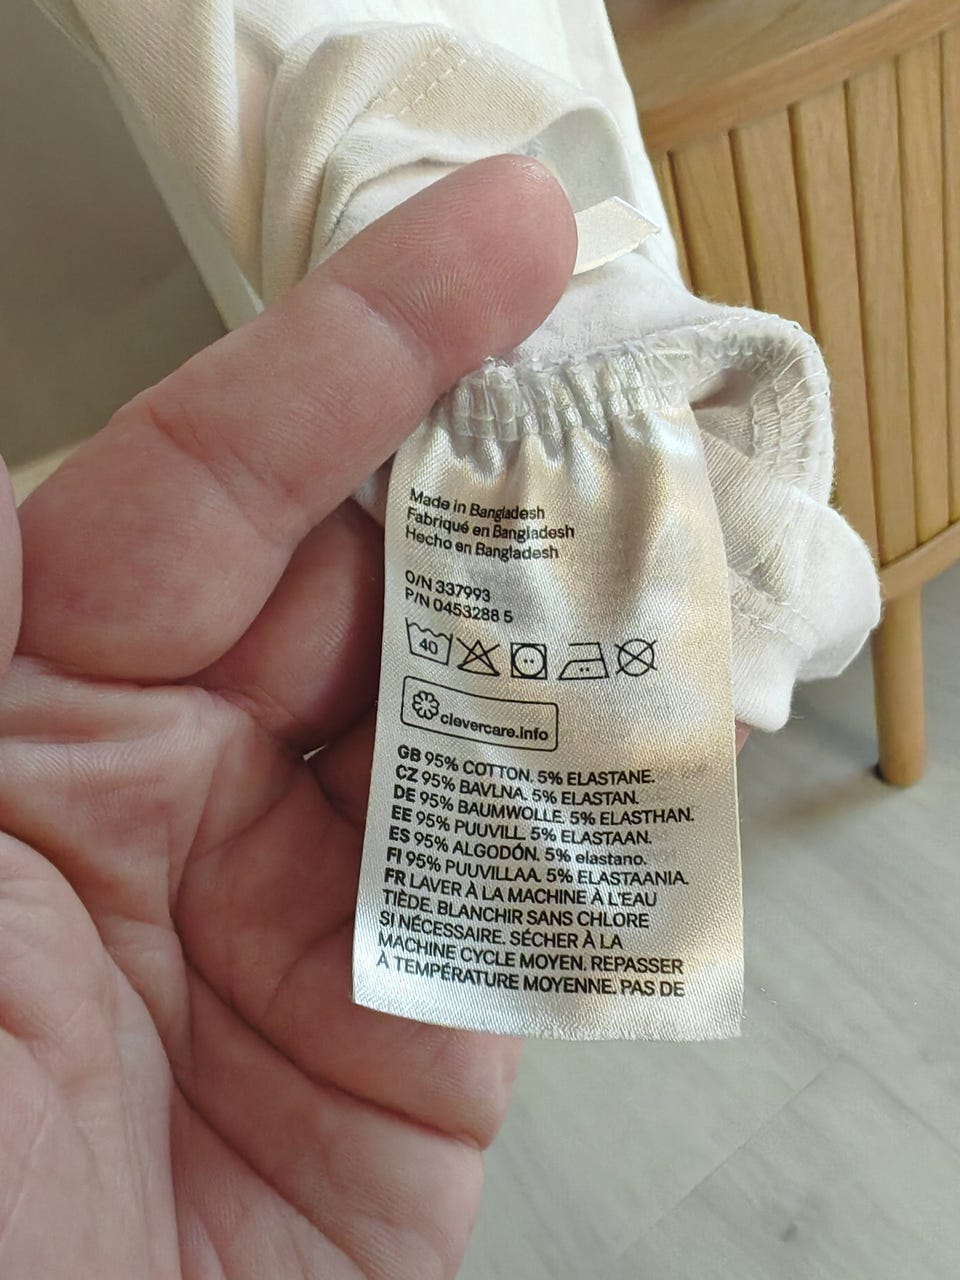 Made in Bangladesh
Fabriqué en Bangladesh
Hecho en Bangladesh
O/N 337993
P/N 0453288 5
40
clevercare.info
GB 95% COTTON. 5% ELASTANE.
CZ 95% BAVLNA. 5% ELASTAN.
DE 95% BAUMWOLLE. 5% ELASTHAN.
EE 95% PUUVILL. 5% ELASTAAN.
ES 95% ALGODÓN. 5% elastano.
FI 95% PUUVILLAA. 5% ELASTAANIA.
FR LAVER À LA MACHINE À L'EAU
TIÈDE. BLANCHIR SANS CHLORE
SI NÉCESSAIRE. SÉCHER À LA
MACHINE CYCLE MOYEN. REPASSER
À TEMPÉRATURE MOYENNE. PAS DE